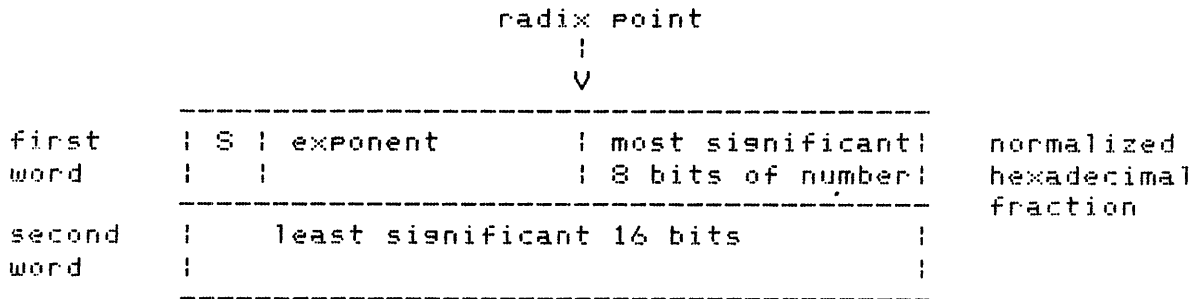 radix point
first | S | exponent | most significant| normalized
word | | | 8 bits of number| hexadecimal
fraction
second | least significant 16 bits |
word | |